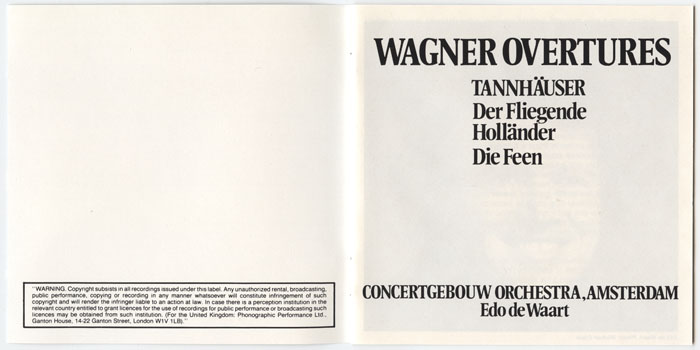 "WARNING. Copyright subsists in all recordings issued under this label. Any unauthorized rental, broadcasting,
public performance, copying or recording in any manner whatsoever will constitute infringement of such
copyright and will render the infringer liable to an action at law. In case there is a perception institution in the
relevant country entitled to grant licences for the use of recordings for public performance or broadcasting such
licences may be obtained from such institution. (For the United Kingdom: Phonographic Performance Ltd.,
Ganton House, 14-22 Ganton Street, London W1V 1LB)."
WAGNER OVERTURES
TANNHÄUSER
Der Fliegende
Holländer
Die Feen
CONCERTGEBOUW ORCHESTRA, AMSTERDAM
Edo de Waart